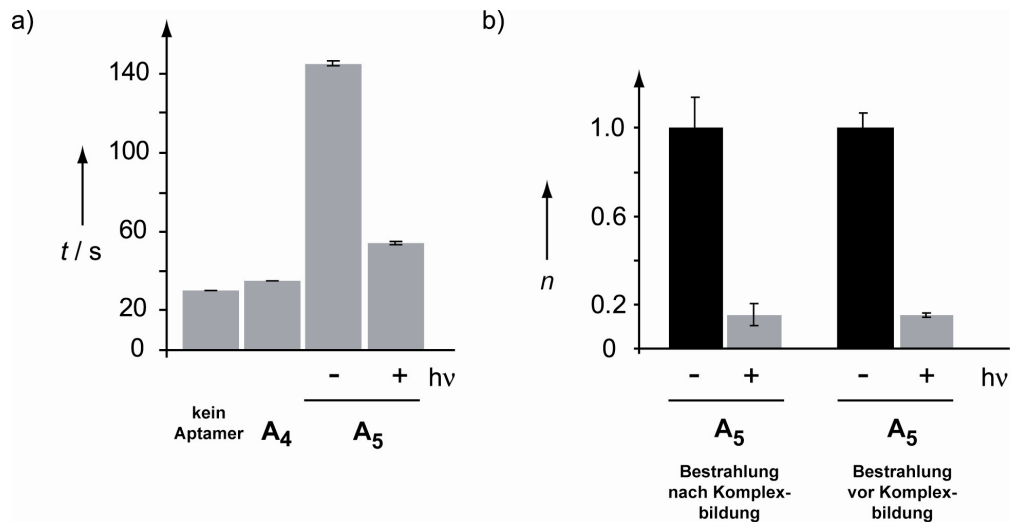 a)
140
100
60
20
0
t / s
- + hν
kein
Aptamer
A4
A5
b)
1.0
0.6
0.2
0
n
- + - + hν
A5
A5
Bestrahlung
nach Komplex-
bildung
Bestrahlung
vor Komplex-
bildung